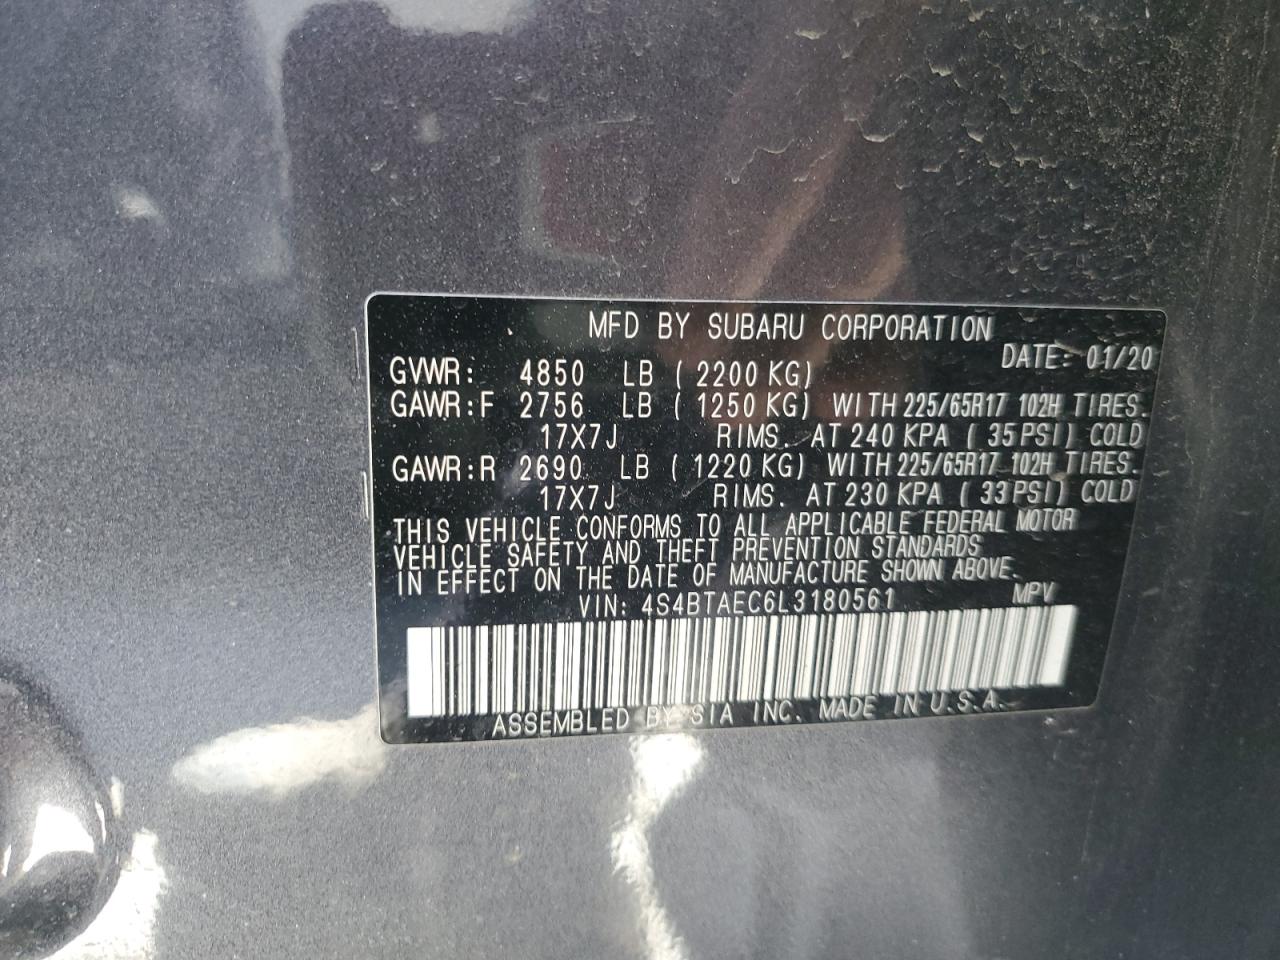 MFD BY SUBARU CORPORATION
DATE: 01/20
GVWR: 4850 LB ( 2200 KG)
GAWR:F 2756 LB ( 1250 KG) WITH 225/65R17 102H TIRES.
17X7J RIMS. AT 240 KPA ( 35 PSI) COLD
GAWR:R 2690 LB ( 1220 KG) WITH 225/65R17 102H TIRES.
17X7J RIMS. AT 230 KPA ( 33 PSI) COLD
THIS VEHICLE CONFORMS TO ALL APPLICABLE FEDERAL MOTOR
VEHICLE SAFETY AND THEFT PREVENTION STANDARDS
IN EFFECT ON THE DATE OF MANUFACTURE SHOWN ABOVE.
VIN: 4S4BTAEC6L3180561 MPV
ASSEMBLED BY SIA INC. MADE IN U.S.A.